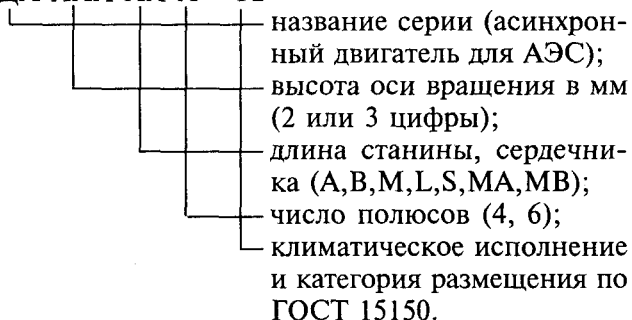 название серии (асинхрон-
ный двигатель для АЭС);
высота оси вращения в мм
(2 или 3 цифры);
длина станины, сердечни-
ка (A,B,M,L,S,MA,MB);
число полюсов (4, 6);
климатическое исполнение
и категория размещения по
ГОСТ 15150.